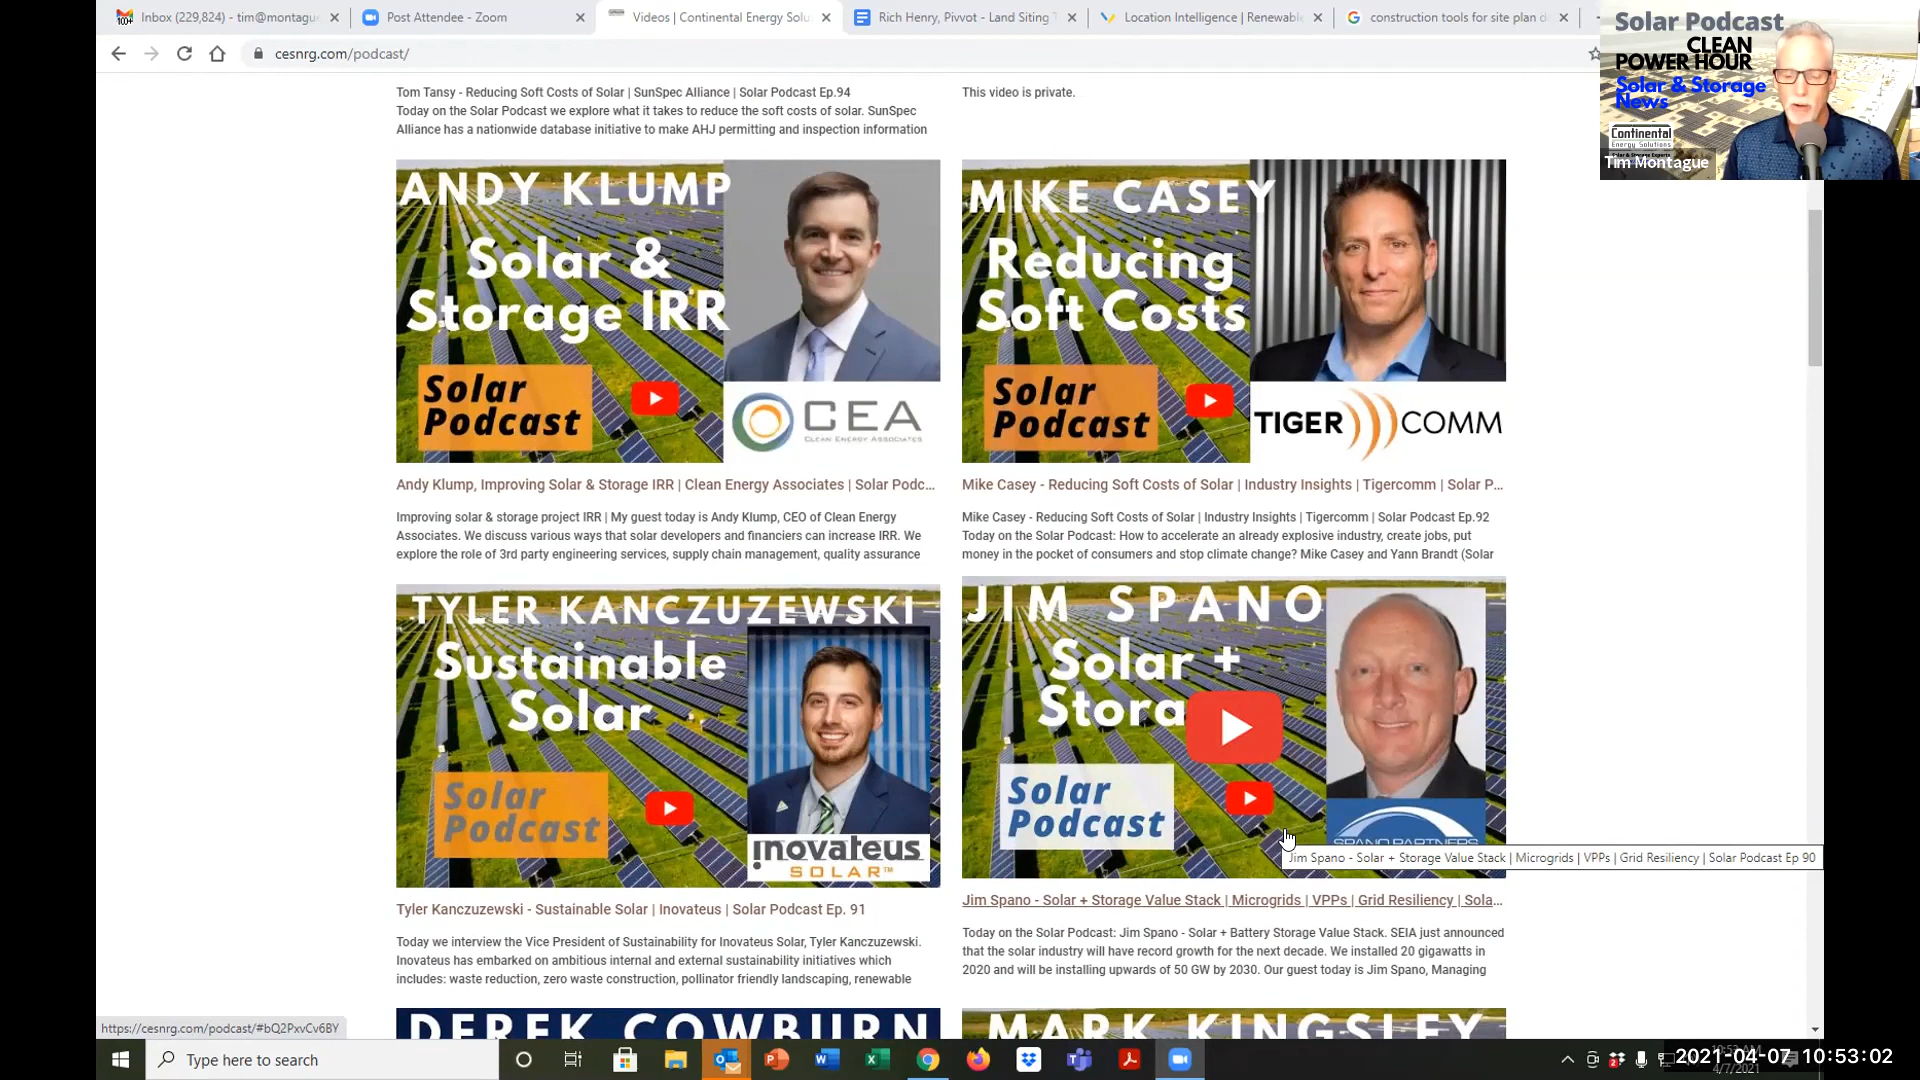 Inbox (229,824) - tim@montague
Post Attendee - Zoom
Videos | Continental Energy Solu
Rich Henry, Pivvot - Land Siting T
Location Intelligence | Renewable
construction tools for site plan d
cesnrg.com/podcast/
Solar Podcast
CLEAN
POWER HOUR
Solar & Storage
News
Continental
Energy Solutions
Tim Montague
Tom Tansy - Reducing Soft Costs of Solar | SunSpec Alliance | Solar Podcast Ep.94
Today on the Solar Podcast we explore what it takes to reduce the soft costs of solar. SunSpec
Alliance has a nationwide database initiative to make AHJ permitting and inspection information
This video is private.
ANDY KLUMP
Solar &
Storage IRR
Solar
Podcast
CEA
CLEAN ENERGY ASSOCIATES
MIKE CASEY
Reducing
Soft Costs
Solar
Podcast
TIGER COMM
Andy Klump, Improving Solar & Storage IRR | Clean Energy Associates | Solar Podc...
Improving solar & storage project IRR | My guest today is Andy Klump, CEO of Clean Energy
Associates. We discuss various ways that solar developers and financiers can increase IRR. We
explore the role of 3rd party engineering services, supply chain management, quality assurance
Mike Casey - Reducing Soft Costs of Solar | Industry Insights | Tigercomm | Solar P...
Mike Casey - Reducing Soft Costs of Solar | Industry Insights | Tigercomm | Solar Podcast Ep.92
Today on the Solar Podcast: How to accelerate an already explosive industry, create jobs, put
money in the pocket of consumers and stop climate change? Mike Casey and Yann Brandt (Solar
TYLER KANCZUZEWSKI
Sustainable
Solar
Solar
Podcast
inovateus
SOLAR™
JIM SPANO
Solar +
Stora
Solar
Podcast
SPANO PARTNERS
Jim Spano - Solar + Storage Value Stack | Microgrids | VPPs | Grid Resiliency | Solar Podcast Ep 90
Tyler Kanczuzewski - Sustainable Solar | Inovateus | Solar Podcast Ep. 91
Today we interview the Vice President of Sustainability for Inovateus Solar, Tyler Kanczuzewski.
Inovateus has embarked on ambitious internal and external sustainability initiatives which
includes: waste reduction, zero waste construction, pollinator friendly landscaping, renewable
Jim Spano - Solar + Storage Value Stack | Microgrids | VPPs | Grid Resiliency | Sola...
Today on the Solar Podcast: Jim Spano - Solar + Battery Storage Value Stack. SEIA just announced
that the solar industry will have record growth for the next decade. We installed 20 gigawatts in
2020 and will be installing upwards of 50 GW by 2030. Our guest today is Jim Spano, Managing
DEREK COWBURN
MARK KINGSLEY
https://cesnrg.com/podcast/#bQ2PxvCv6BY
Type here to search
2021-04-07 10:53:02
4/7/2021